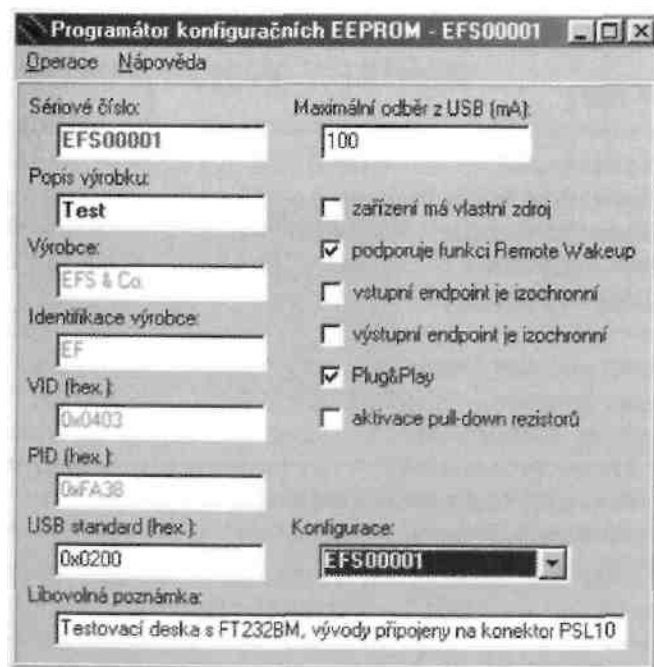 Programátor konfiguračních EEPROM - EFS00001
Operace Nápověda
Sériové číslo:
EFS00001
Maximální odběr z USB (mA):
100
Popis výrobku:
Test
zařízení má vlastní zdroj
Výrobce:
EFS & Co.
podporuje funkci Remote Wakeup
vstupní endpoint je izochronní
Identifikace výrobce:
EF
výstupní endpoint je izochronní
VID (hex.):
0x0403
Plug&Play
aktivace pull-down rezistorů
PID (hex.):
0xFA38
USB standard (hex.):
0x0200
Konfigurace:
EFS00001
Libovolná poznámka:
Testovací deska s FT232BM, vývody připojeny na konektor PSL10